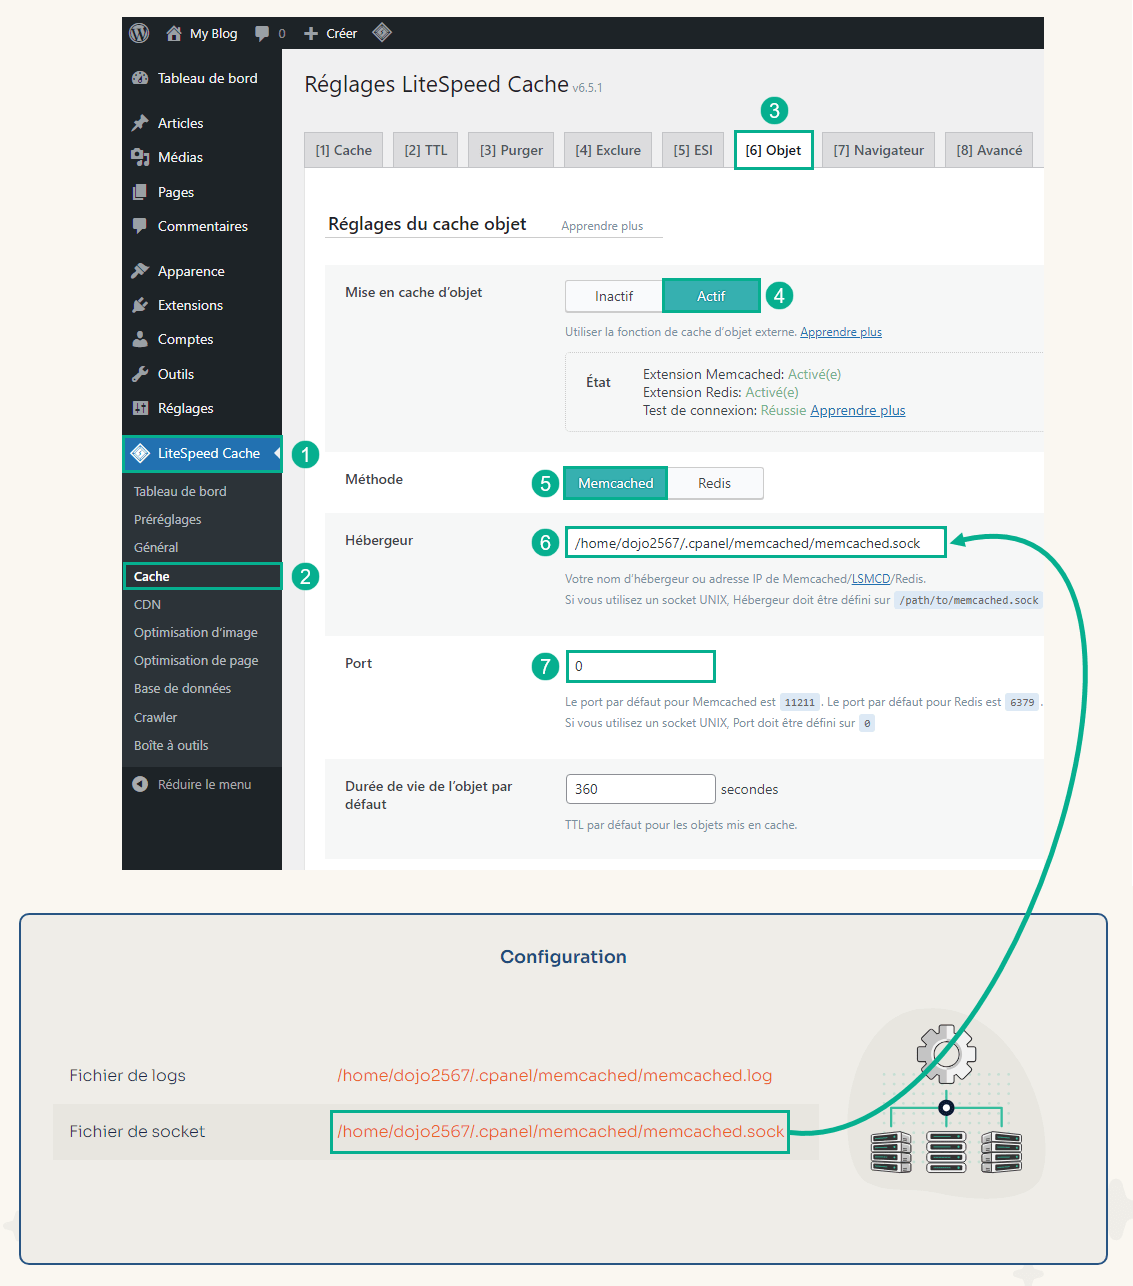 My Blog 0 Créer
Tableau de bord
Articles
Médias
Pages
Commentaires
Apparence
Extensions
Comptes
Outils
Réglages
LiteSpeed Cache 1
Tableau de bord
Préréglages
Général
Cache 2
CDN
Optimisation d'image
Optimisation de page
Base de données
Crawler
Boîte à outils
Réduire le menu
Réglages LiteSpeed Cache v6.5.1
3
[1] Cache [2] TTL [3] Purger [4] Exclure [5] ESI [6] Objet [7] Navigateur [8] Avancé
Réglages du cache objet Apprendre plus
Mise en cache d'objet Inactif Actif 4
Utiliser la fonction de cache d'objet externe. Apprendre plus
État
Extension Memcached: Activé(e)
Extension Redis: Activé(e)
Test de connexion: Réussie Apprendre plus
Méthode 5 Memcached Redis
Hébergeur 6 /home/dojo2567/.cpanel/memcached/memcached.sock
Votre nom d'hébergeur ou adresse IP de Memcached/LSMCD/Redis.
Si vous utilisez un socket UNIX, Hébergeur doit être défini sur /path/to/memcached.sock
Port 7 0
Le port par défaut pour Memcached est 11211. Le port par défaut pour Redis est 6379.
Si vous utilisez un socket UNIX, Port doit être défini sur 0
Durée de vie de l'objet par
défaut
360 secondes
TTL par défaut pour les objets mis en cache.
Configuration
Fichier de logs /home/dojo2567/.cpanel/memcached/memcached.log
Fichier de socket /home/dojo2567/.cpanel/memcached/memcached.sock